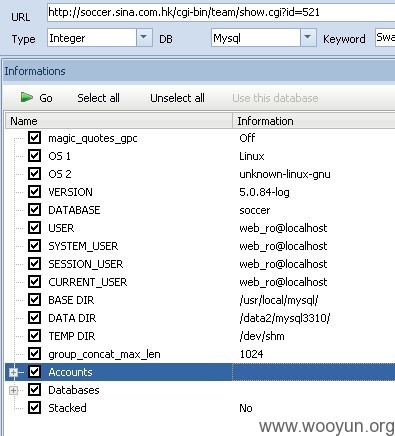 URL http://soccer.sina.com.hk/cgi-bin/team/show.cgi?id=521
Type Integer DB Mysql Keyword Swa
Informations
Go Select all Unselect all Use this database
Name Information
magic_quotes_gpc Off
OS 1 Linux
OS 2 unknown-linux-gnu
VERSION 5.0.84-log
DATABASE soccer
USER web_ro@localhost
SYSTEM_USER web_ro@localhost
SESSION_USER web_ro@localhost
CURRENT_USER web_ro@localhost
BASE DIR /usr/local/mysql/
DATA DIR /data2/mysql3310/
TEMP DIR /dev/shm
group_concat_max_len 1024
Accounts
Databases
Stacked No
www.wooyun.org